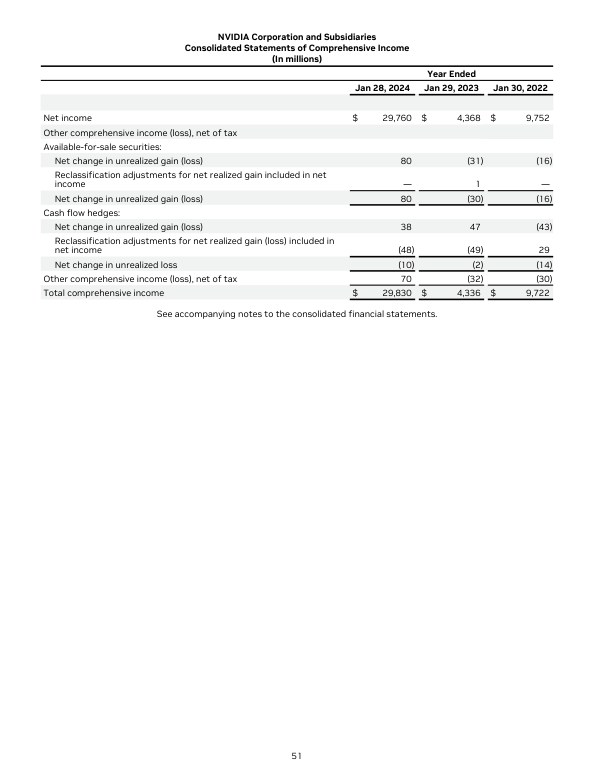 NVIDIA Corporation and Subsidiaries
Consolidated Statements of Comprehensive Income
(In millions)
Year Ended
Jan 28, 2024 Jan 29, 2023 Jan 30, 2022
Net income $ 29,760 $ 4,368 $ 9,752
Other comprehensive income (loss), net of tax
Available-for-sale securities:
Net change in unrealized gain (loss) 80 (31) (16)
Reclassification adjustments for net realized gain included in net
income — 1 —
Net change in unrealized gain (loss) 80 (30) (16)
Cash flow hedges:
Net change in unrealized gain (loss) 38 47 (43)
Reclassification adjustments for net realized gain (loss) included in
net income (48) (49) 29
Net change in unrealized loss (10) (2) (14)
Other comprehensive income (loss), net of tax 70 (32) (30)
Total comprehensive income $ 29,830 $ 4,336 $ 9,722
See accompanying notes to the consolidated financial statements.
51